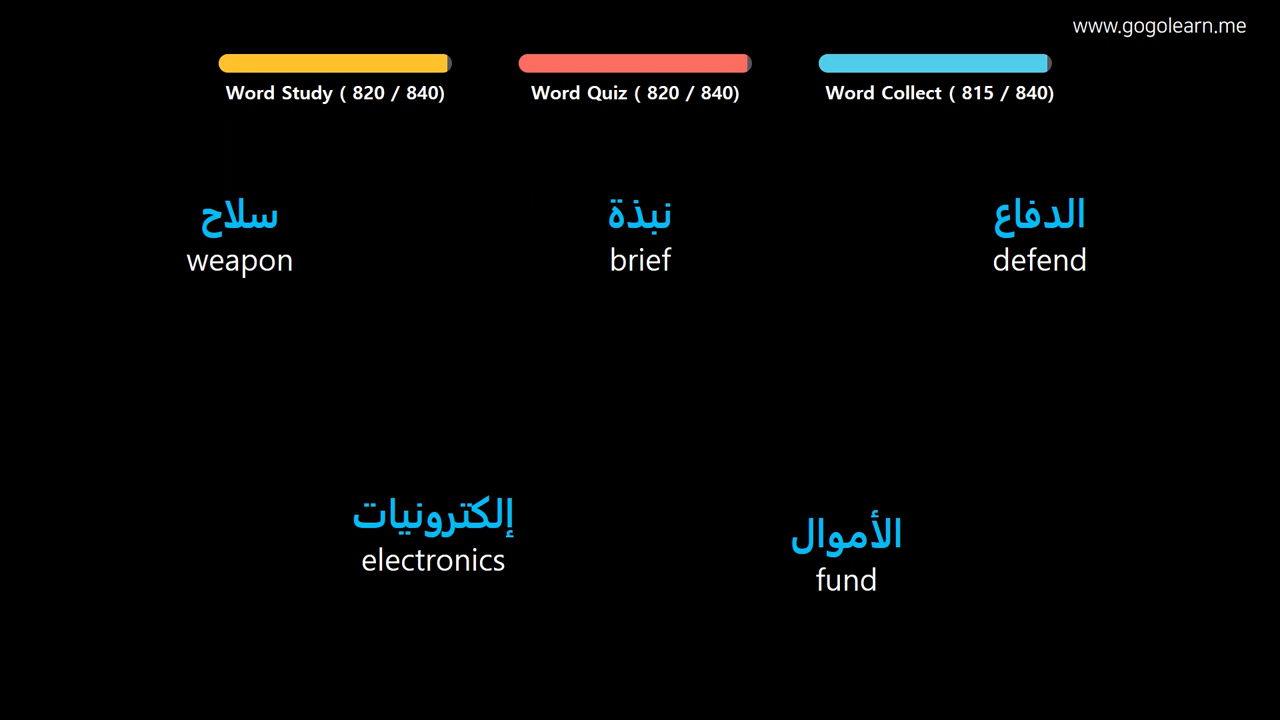 www.gogolearn.me
Word Study ( 820 / 840)
Word Quiz ( 820 / 840)
Word Collect ( 815 / 840)
سلاح
weapon
نبذة
brief
الدفاع
defend
إلكترونيات
electronics
الأموال
fund